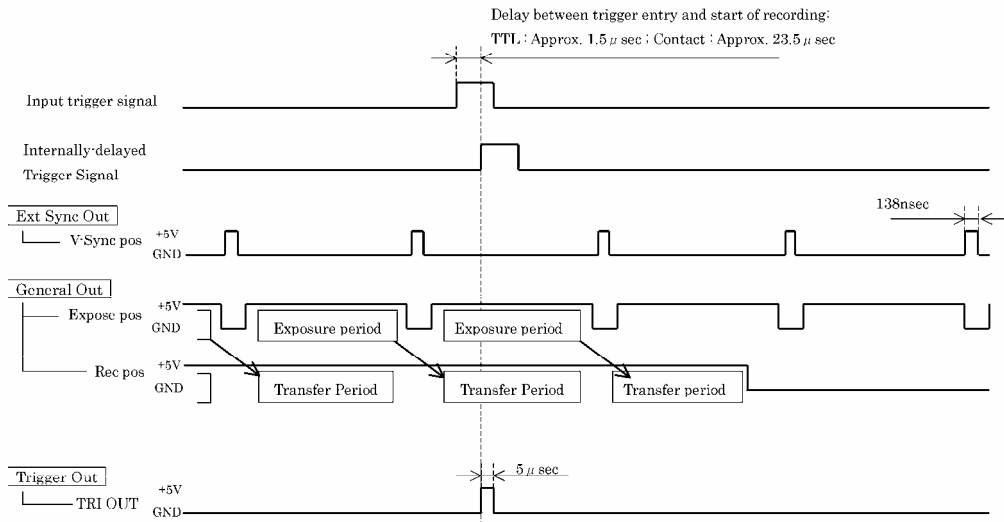 Delay between trigger entry and start of recording:
TTL : Approx. 1.5 μ sec ; Contact : Approx. 23.5 μ sec
Input trigger signal
Internally-delayed
Trigger Signal
138nsec
Ext Sync Out
V-Sync pos
+5V
GND
General Out
Expose pos
+5V
GND
Exposure period
Exposure period
Rec pos
+5V
GND
Transfer Period
Transfer Period
Transfer period
5 μ sec
Trigger Out
TRI OUT
+5V
GND